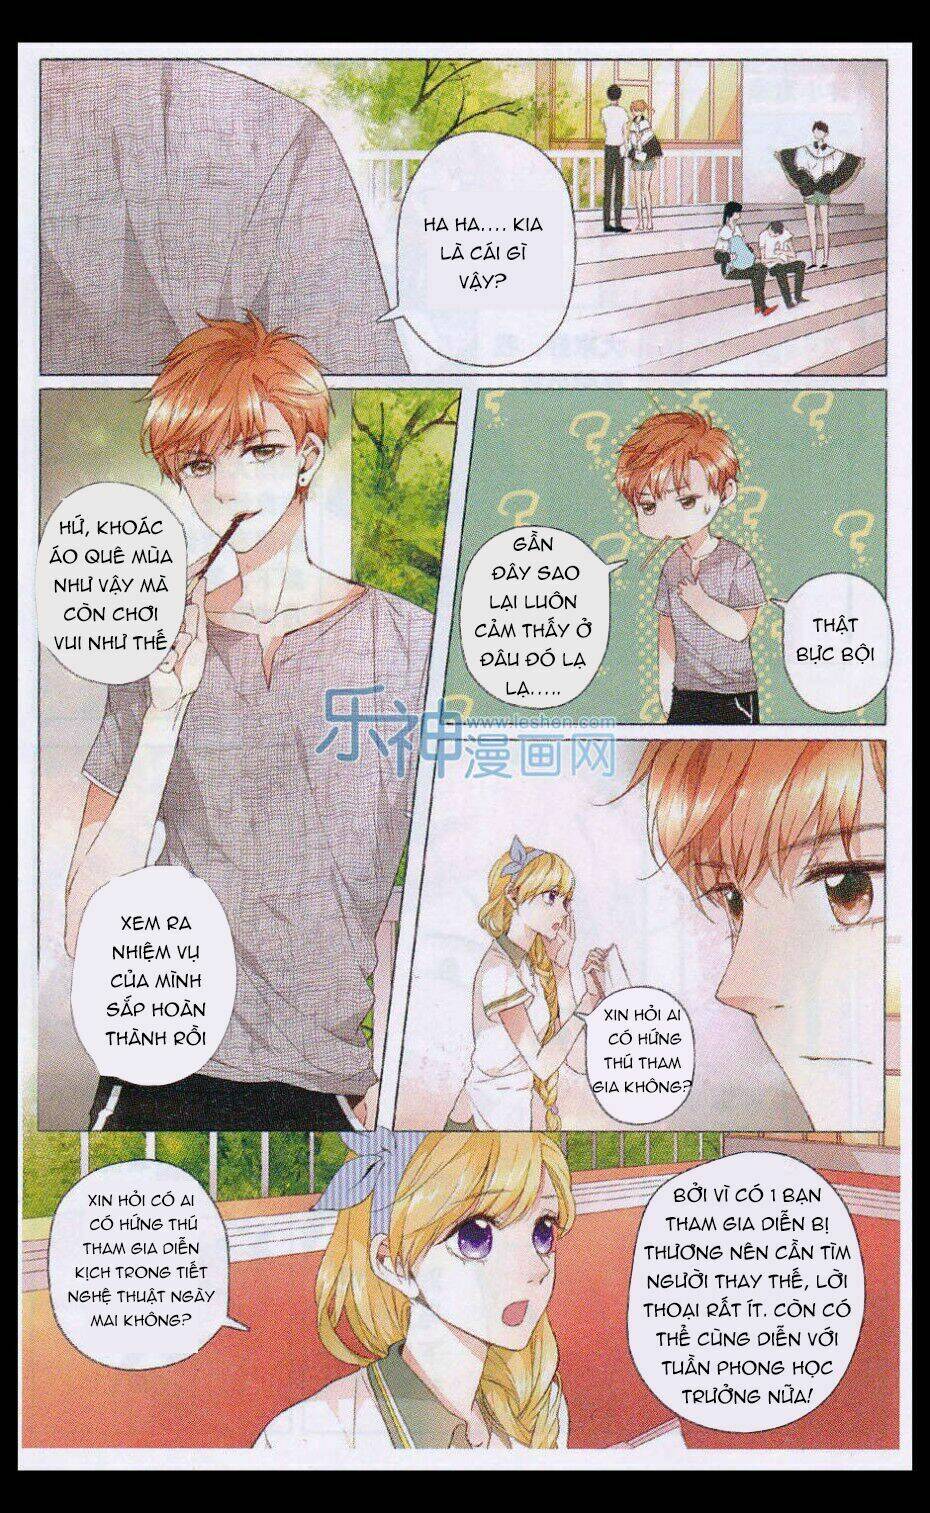 HA HA.... KIA
LÀ CÁI GÌ
VẬY?
HỨ, KHOÁC
ÁO QUÊ MÙA
NHƯ VẬY MÀ
CÒN CHƠI
VUI NHƯ THẾ
XEM RA
NHIỆM VỤ
CỦA MÌNH
SẮP HOÀN
THÀNH RỒI
GẦN
ĐÂY SAO
LẠI LUÔN
CẢM THẤY Ở
ĐÂU ĐÓ LẠ
LẠ.....
THẬT
BỰC BỘI
乐神漫画网
www.leshen.com
XIN HỎI AI
CÓ HỨNG
THÚ THAM
GIA KHÔNG?
XIN HỎI CÓ AI
CÓ HỨNG THÚ
THAM GIA DIỄN
KỊCH TRONG TIẾT
NGHỆ THUẬT NGÀY
MAI KHÔNG?
BỞI VÌ CÓ 1 BẠN
THAM GIA DIỄN BỊ
THƯƠNG NÊN CẦN TÌM
NGƯỜI THAY THẾ, LỜI
THOẠI RẤT ÍT. CÒN CÓ
THỂ CÙNG DIỄN VỚI
TUẤN PHONG HỌC
TRƯỞNG NỮA!